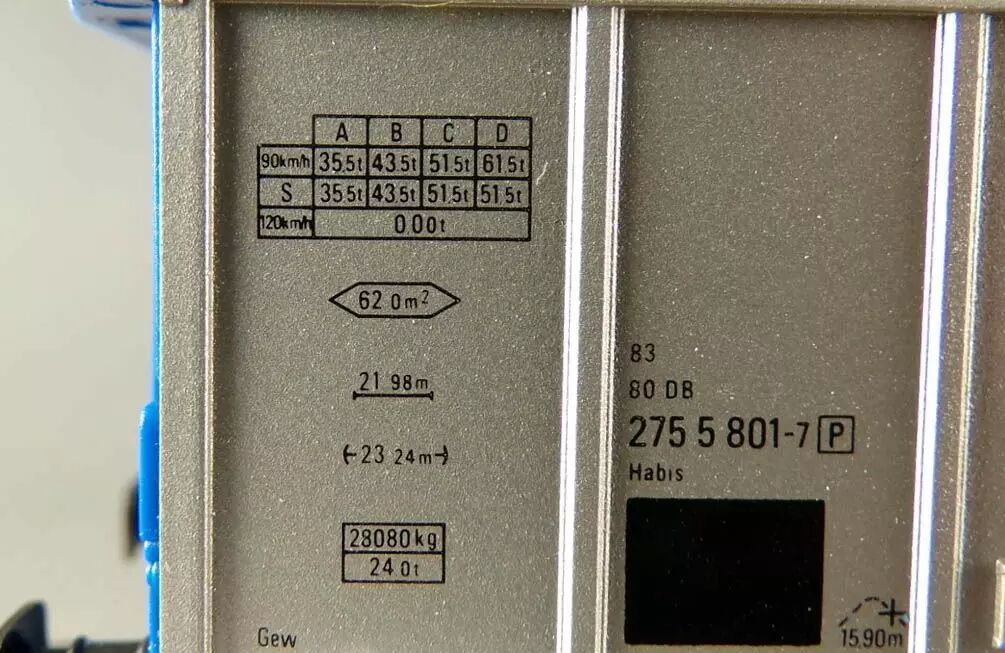 A B C D
90km/h 35.5t 43.5t 51.5t 61.5t
S 35.5t 43.5t 51.5t 51.5t
120km/h 0.00t
62 0m²
21 98m
23 24m
28080kg
24 0t
Gew
83
80 DB
275 5 801-7 P
Habis
15,90m